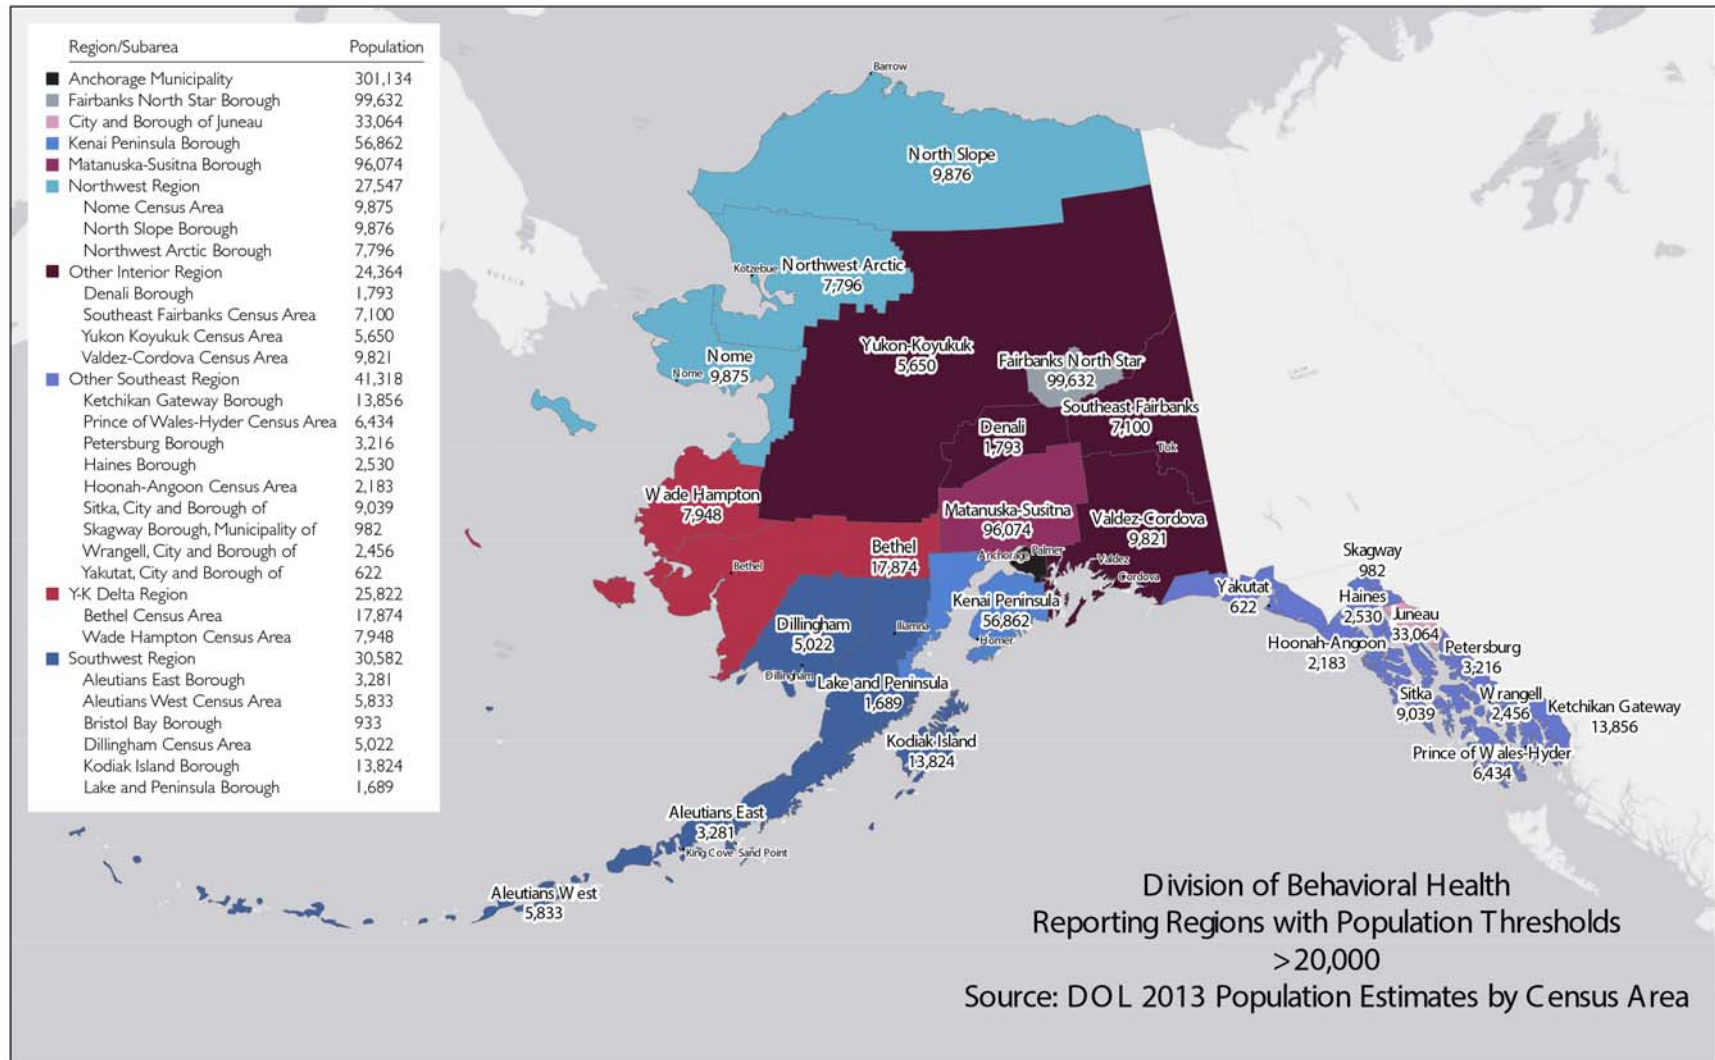 Region/Subarea Population
Anchorage Municipality 301,134
Fairbanks North Star Borough 99,632
City and Borough of Juneau 33,064
Kenai Peninsula Borough 56,862
Matanuska-Susitna Borough 96,074
Northwest Region 27,547
Nome Census Area 9,875
North Slope Borough 9,876
Northwest Arctic Borough 7,796
Other Interior Region 24,364
Denali Borough 1,793
Southeast Fairbanks Census Area 7,100
Yukon Koyukuk Census Area 5,650
Valdez-Cordova Census Area 9,821
Other Southeast Region 41,318
Ketchikan Gateway Borough 13,856
Prince of Wales-Hyder Census Area 6,434
Petersburg Borough 3,216
Haines Borough 2,530
Hoonah-Angoon Census Area 2,183
Sitka, City and Borough of 9,039
Skagway Borough, Municipality of 982
Wrangell, City and Borough of 2,456
Yakutat, City and Borough of 622
Y-K Delta Region 25,822
Bethel Census Area 17,874
Wade Hampton Census Area 7,948
Southwest Region 30,582
Aleutians East Borough 3,281
Aleutians West Census Area 5,833
Bristol Bay Borough 933
Dillingham Census Area 5,022
Kodiak Island Borough 13,824
Lake and Peninsula Borough 1,689
Barrow
North Slope
9,876
Kotzebue
Northwest Arctic
7,796
RUSSIA
Nome
9,875
Nome
Yukon-Koyukuk
5,650
Fairbanks North Star
99,632
Southeast Fairbanks
7,100
Denali
1,793
Tok
Wade Hampton
7,948
Matanuska-Susitna
96,074
Valdez-Cordova
9,821
Bethel
17,874
Bethel
Anchorage
Palmer
Valdez
Cordova
Kenai Peninsula
56,862
Homer
Dillingham
5,022
Iliamna
Dillingham
Lake and Peninsula
1,689
Kodiak Island
13,824
Skagway
982
Yakutat
622
Haines
2,530
Juneau
33,064
Hoonah-Angoon
2,183
Petersburg
3,216
Sitka
9,039
Wrangell
2,456
Ketchikan Gateway
13,856
Prince of Wales-Hyder
6,434
Aleutians East
3,281
King Cove Sand Point
Aleutians West
5,833
Division of Behavioral Health
Reporting Regions with Population Thresholds
>20,000
Source: DOL 2013 Population Estimates by Census Area